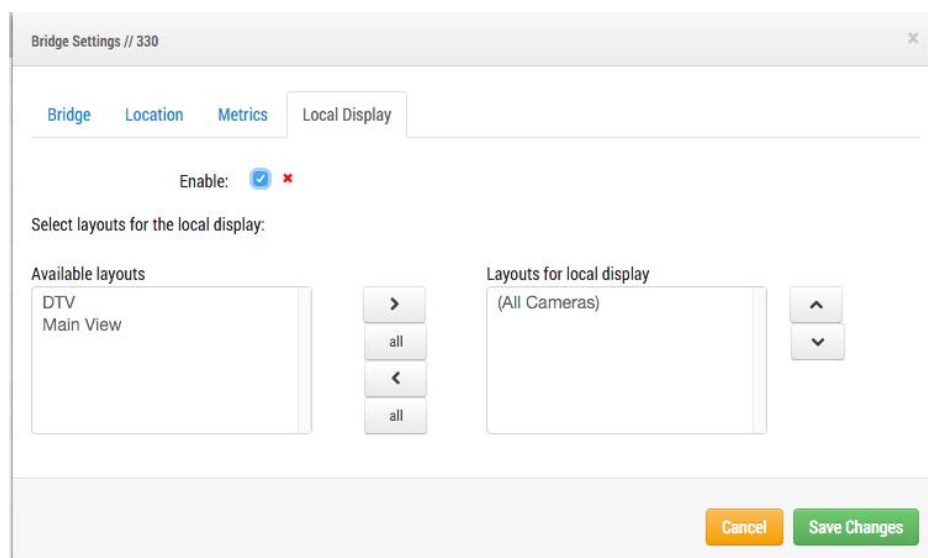 Bridge Settings // 330
Bridge Location Metrics Local Display
Enable:
Select layouts for the local display:
Available layouts
DTV
Main View
all
all
Layouts for local display
(All Cameras)
Cancel Save Changes